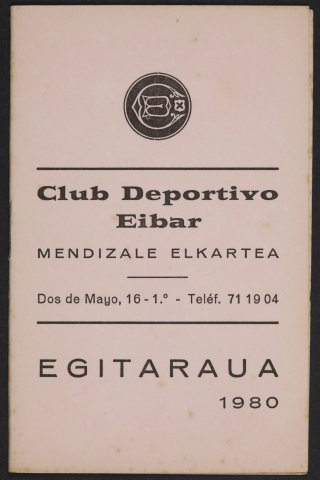 Club Deportivo
Eibar
MENDIZALE ELKARTEA
Dos de Mayo, 16 - 1.º - Teléf. 71 19 04
EGITARAUA
1980